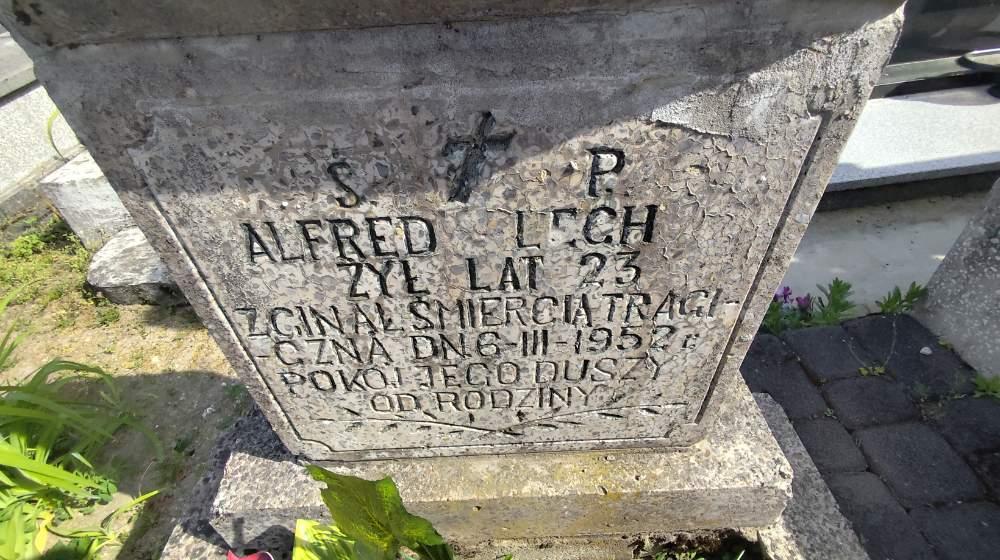 S. P.
ALFRED LECH
ŻYŁ LAT 23
ZGINĄŁ ŚMIERCIĄ TRAGI-
-CZNĄ DN. 6-III-1952 r.
POKÓJ JEGO DUSZY
OD RODZINY